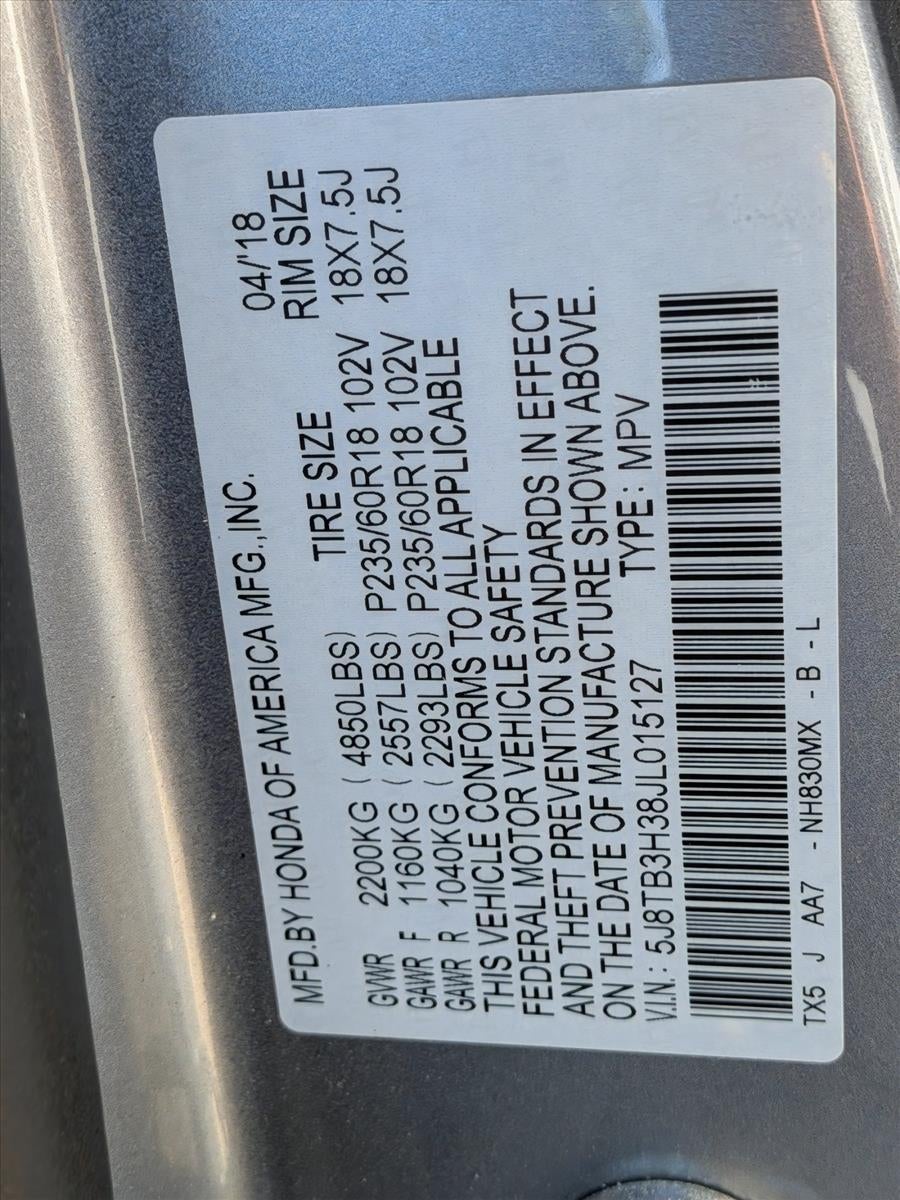 MFD.BY HONDA OF AMERICA MFG.,INC. 04/'18
TIRE SIZE RIM SIZE
GVWR 2200KG ( 4850LBS)
GAWR F 1160KG ( 2557LBS) P235/60R18 102V 18X7.5J
GAWR R 1040KG ( 2293LBS) P235/60R18 102V 18X7.5J
THIS VEHICLE CONFORMS TO ALL APPLICABLE
FEDERAL MOTOR VEHICLE SAFETY
AND THEFT PREVENTION STANDARDS IN EFFECT
ON THE DATE OF MANUFACTURE SHOWN ABOVE.
V.I.N.: 5J8TB3H38JL015127 TYPE: MPV
TX5 J AA7 -NH830MX -B -L